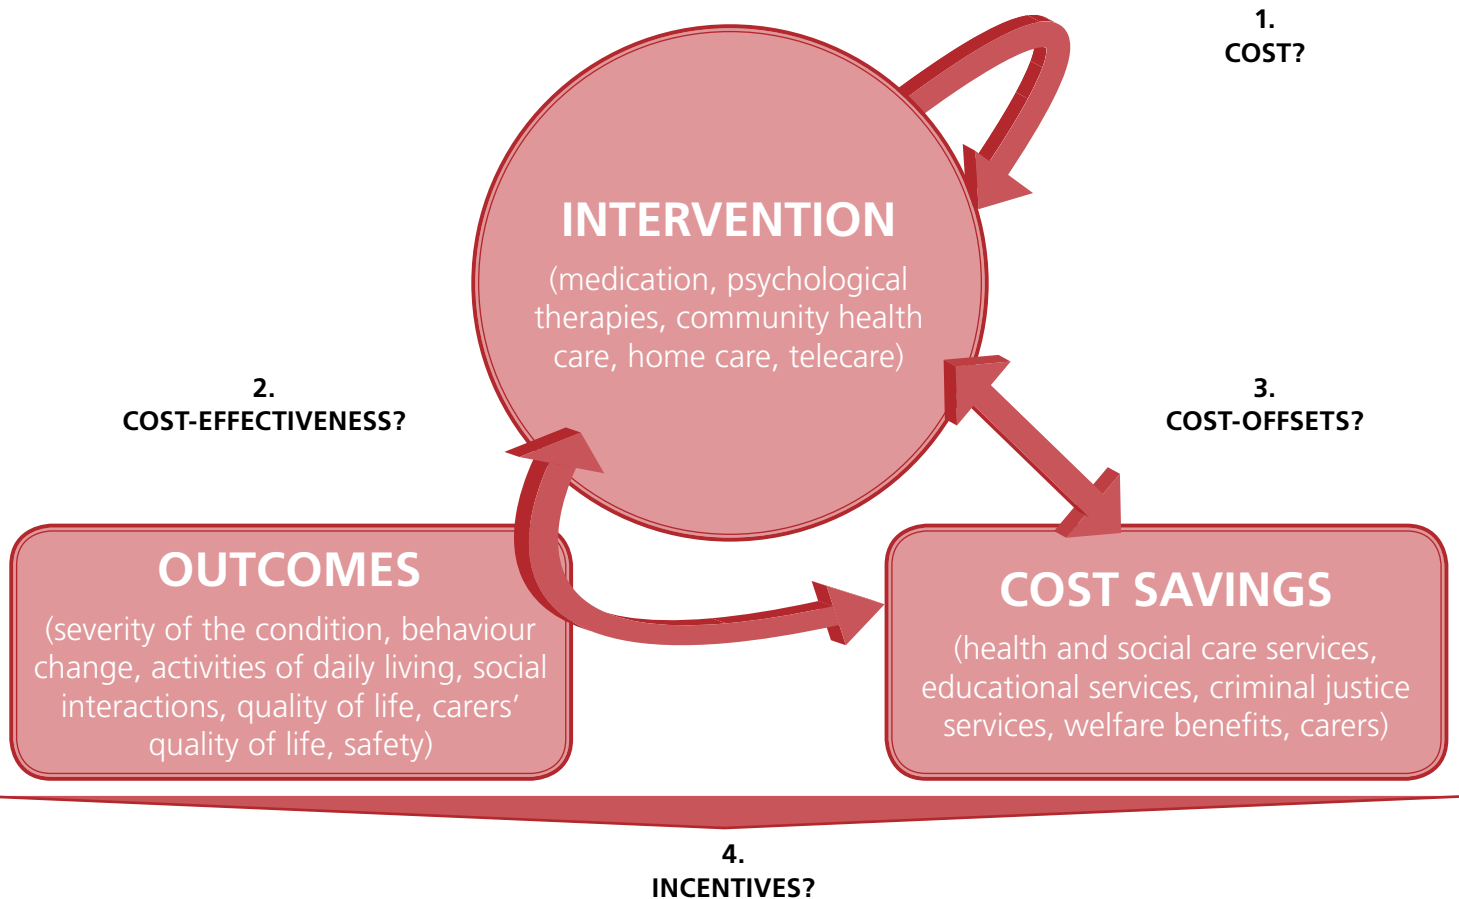 1.
COST?
INTERVENTION
(medication, psychological
therapies, community health
care, home care, telecare)
2.
COST-EFFECTIVENESS?
3.
COST-OFFSETS?
OUTCOMES
(severity of the condition, behaviour
change, activities of daily living, social
interactions, quality of life, carers’
quality of life, safety)
COST SAVINGS
(health and social care services,
educational services, criminal justice
services, welfare benefits, carers)
4.
INCENTIVES?